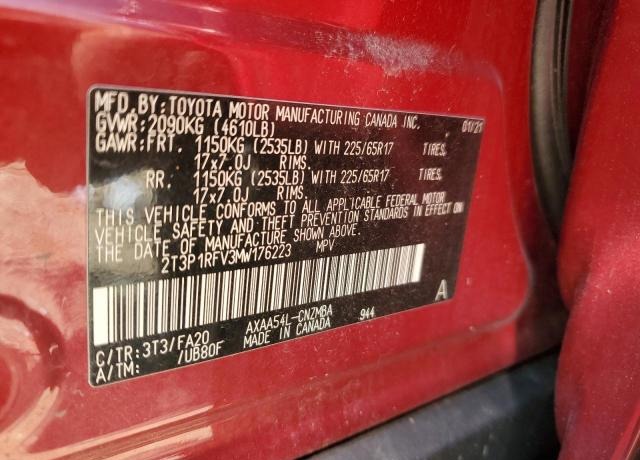 MFD. BY: TOYOTA MOTOR MANUFACTURING CANADA INC. 01/21
GVWR: 2090KG (4610LB)
GAWR: FRT. 1150KG (2535LB) WITH 225/65R17 TIRES.
17x7.0J RIMS.
RR. 1150KG (2535LB) WITH 225/65R17 TIRES.
17x7.0J RIMS.
THIS VEHICLE CONFORMS TO ALL APPLICABLE FEDERAL MOTOR
VEHICLE SAFETY AND THEFT PREVENTION STANDARDS IN EFFECT ON
THE DATE OF MANUFACTURE SHOWN ABOVE.
2T3P1RFV3MW176223 MPV
A
C/TR: 3T3/FA20 AXAA54L-CNZMBA 944
A/TM: /UB80F MADE IN CANADA